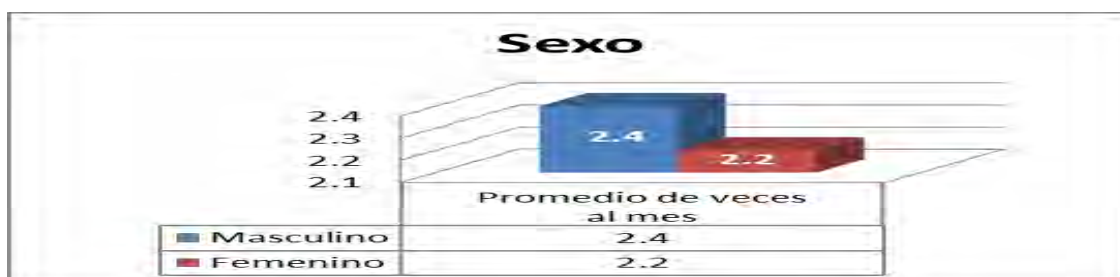 Sexo
2.4
2.3
2.2
2.1
2.4
2.2
Promedio de veces
al mes
Masculino 2.4
Femenino 2.2